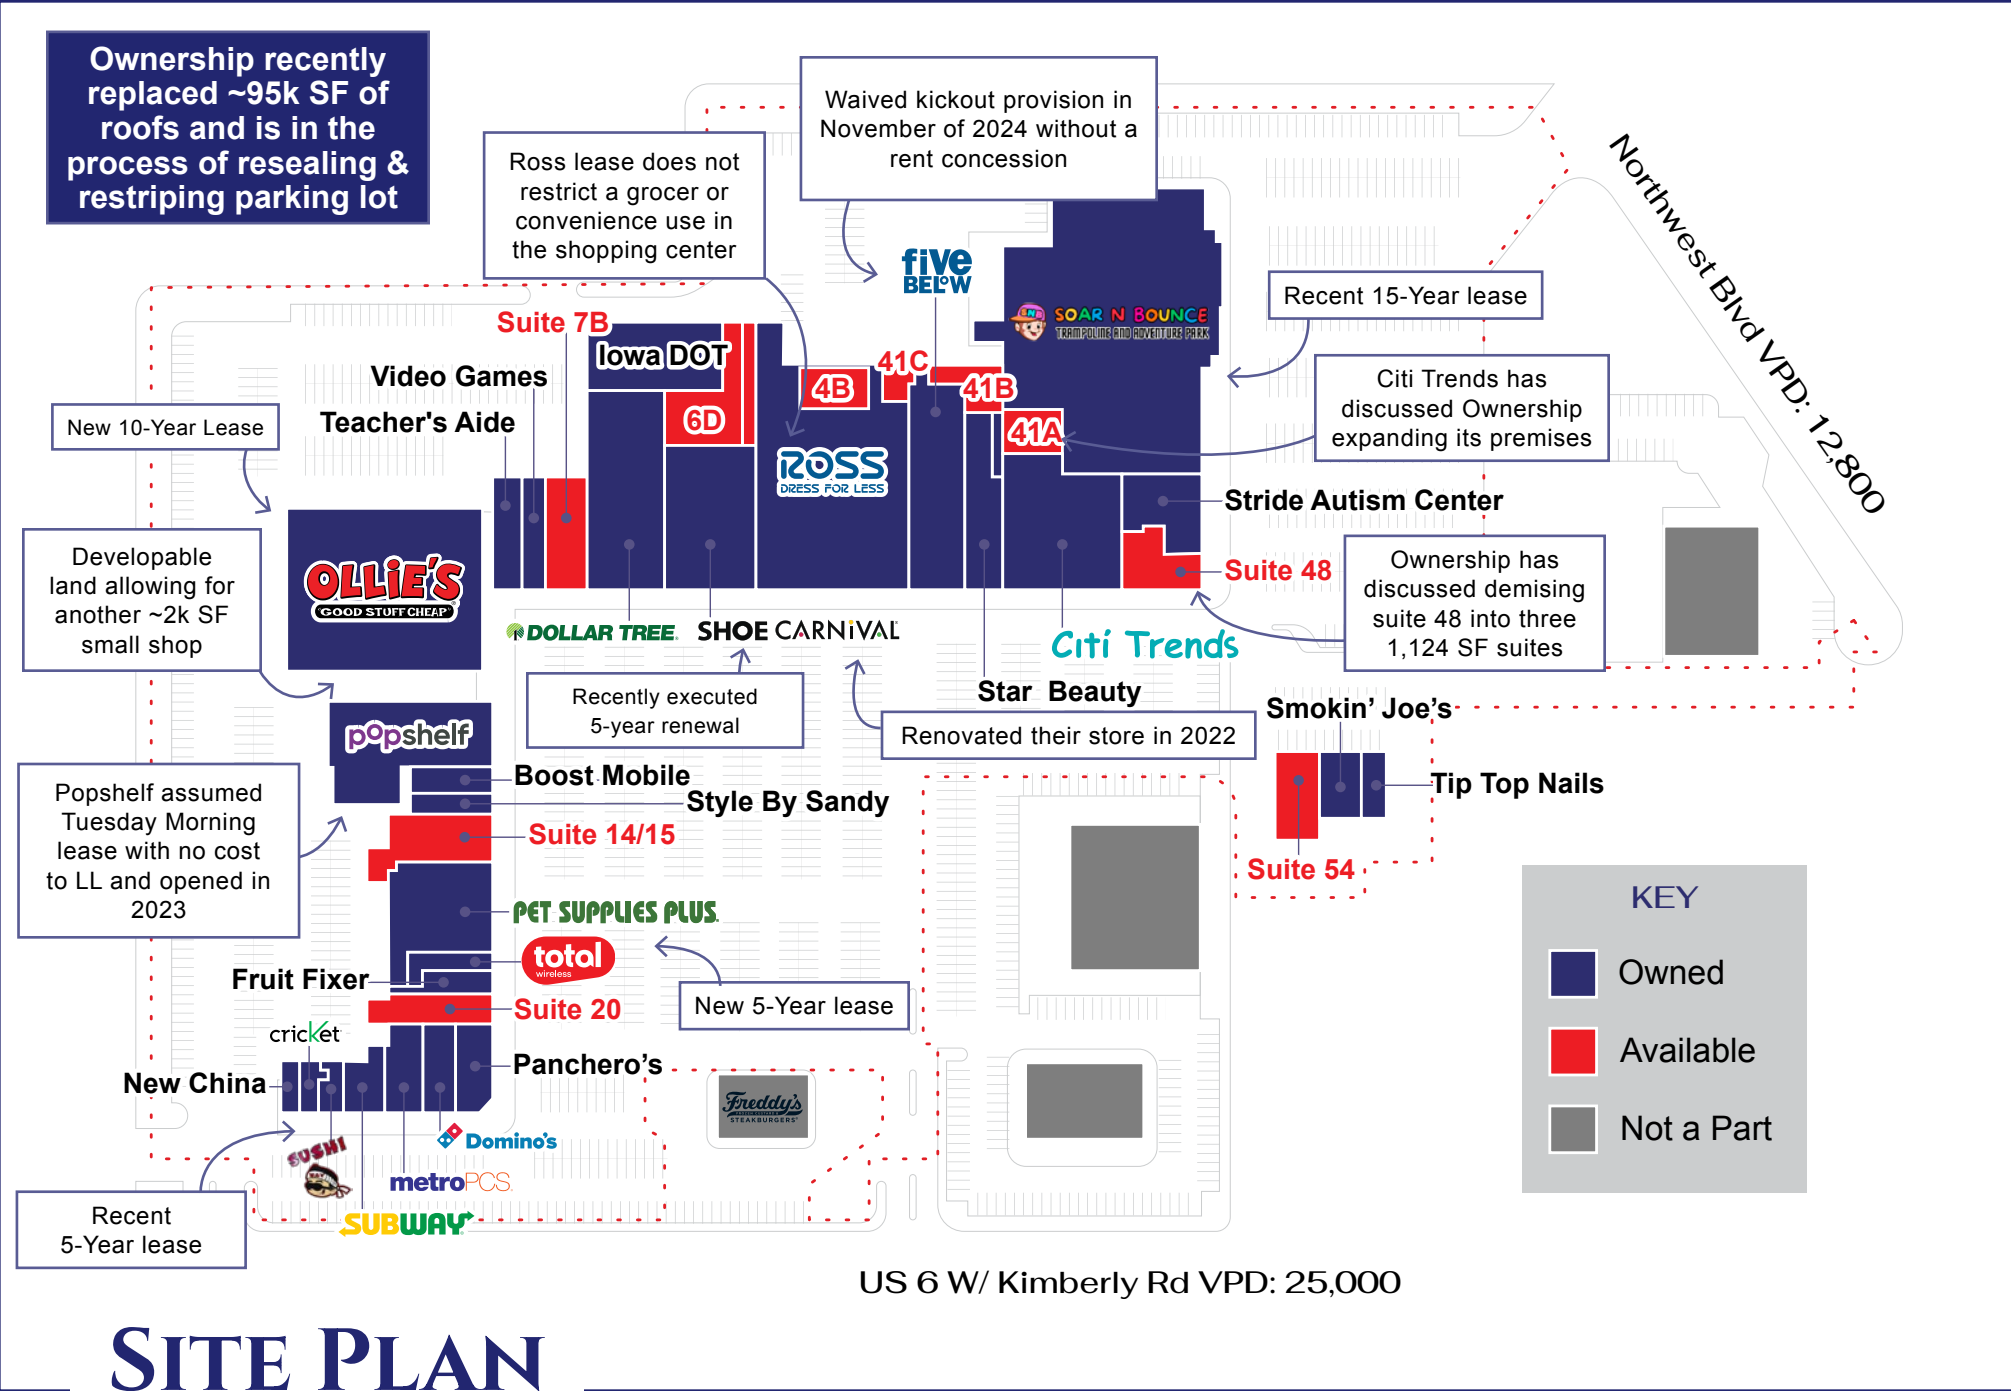 Ownership recently
replaced ~95k SF of
roofs and is in the
process of resealing &
restriping parking lot
Waived kickout provision in
November of 2024 without a
rent concession
Ross lease does not
restrict a grocer or
convenience use in
the shopping center
Northwest Blvd VPD: 12,800
five
BELOW
Recent 15-Year lease
SNB
SOAR N BOUNCE
TRAMPOLINE AND ADVENTURE PARK
Suite 7B
Iowa DOT
Video Games
Teacher's Aide
41C
4B
41B
6D
41A
Citi Trends has
discussed Ownership
expanding its premises
New 10-Year Lease
ROSS
DRESS FOR LESS
Stride Autism Center
Developable
land allowing for
another ~2k SF
small shop
OLLIE'S
GOOD STUFF CHEAP
Suite 48
Ownership has
discussed demising
suite 48 into three
1,124 SF suites
DOLLAR TREE
SHOE CARNiVAL
Citi Trends
Recently executed
5-year renewal
Star Beauty
Renovated their store in 2022
Smokin' Joe's
Tip Top Nails
Suite 54
popshelf
Boost Mobile
Style By Sandy
Suite 14/15
Popshelf assumed
Tuesday Morning
lease with no cost
to LL and opened in
2023
PET SUPPLIES PLUS
total
wireless
Fruit Fixer
New 5-Year lease
Suite 20
cricket
Panchero's
New China
Freddy's
STEAKBURGERS
Domino's
SUSHI
metroPCS
SUBWAY
Recent
5-Year lease
KEY
Owned
Available
Not a Part
US 6 W/ Kimberly Rd VPD: 25,000
SITE PLAN